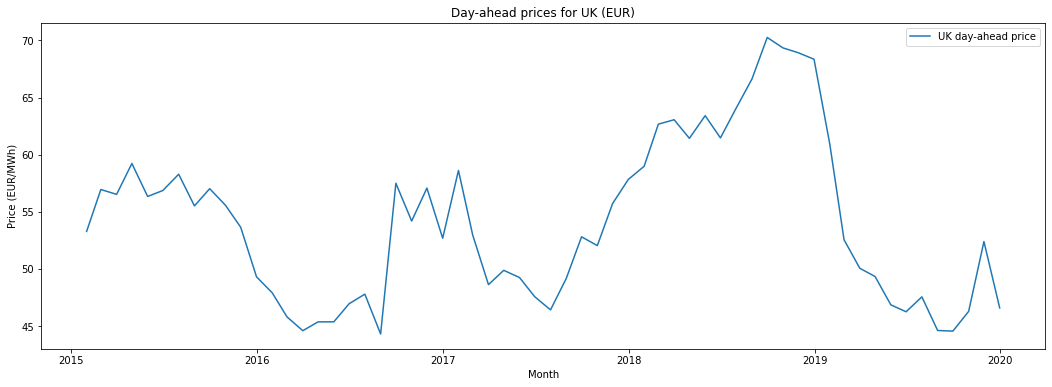 Day-ahead prices for UK (EUR)
UK day-ahead price
Price (EUR/MWh)
70
65
60
55
50
45
2015 2016 2017 2018 2019 2020
Month